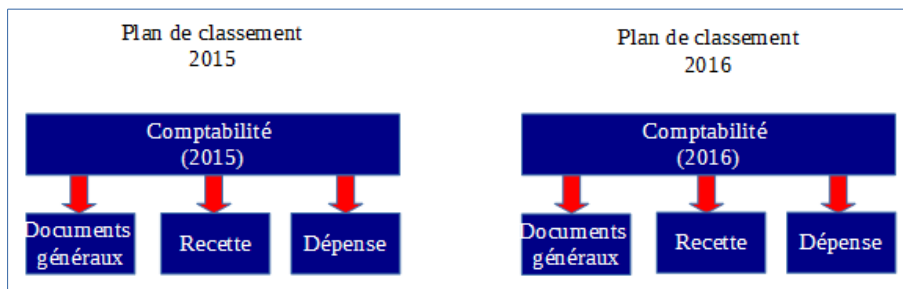 Plan de classement
2015
Comptabilité
(2015)
Documents
généraux
Recette
Dépense
Plan de classement
2016
Comptabilité
(2016)
Documents
généraux
Recette
Dépense